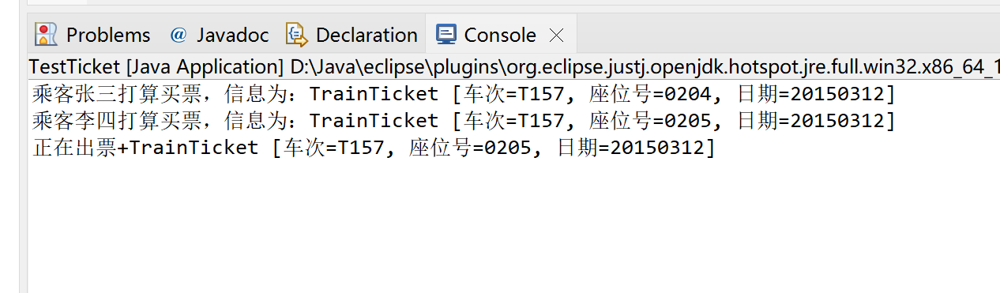 Problems @ Javadoc Declaration Console
TestTicket [Java Application] D:\Java\eclipse\plugins\org.eclipse.justj.openjdk.hotspot.jre.full.win32.x86_64_1
乘客张三打算买票，信息为：TrainTicket [车次=T157, 座位号=0204, 日期=20150312]
乘客李四打算买票，信息为：TrainTicket [车次=T157, 座位号=0205, 日期=20150312]
正在出票+TrainTicket [车次=T157, 座位号=0205, 日期=20150312]